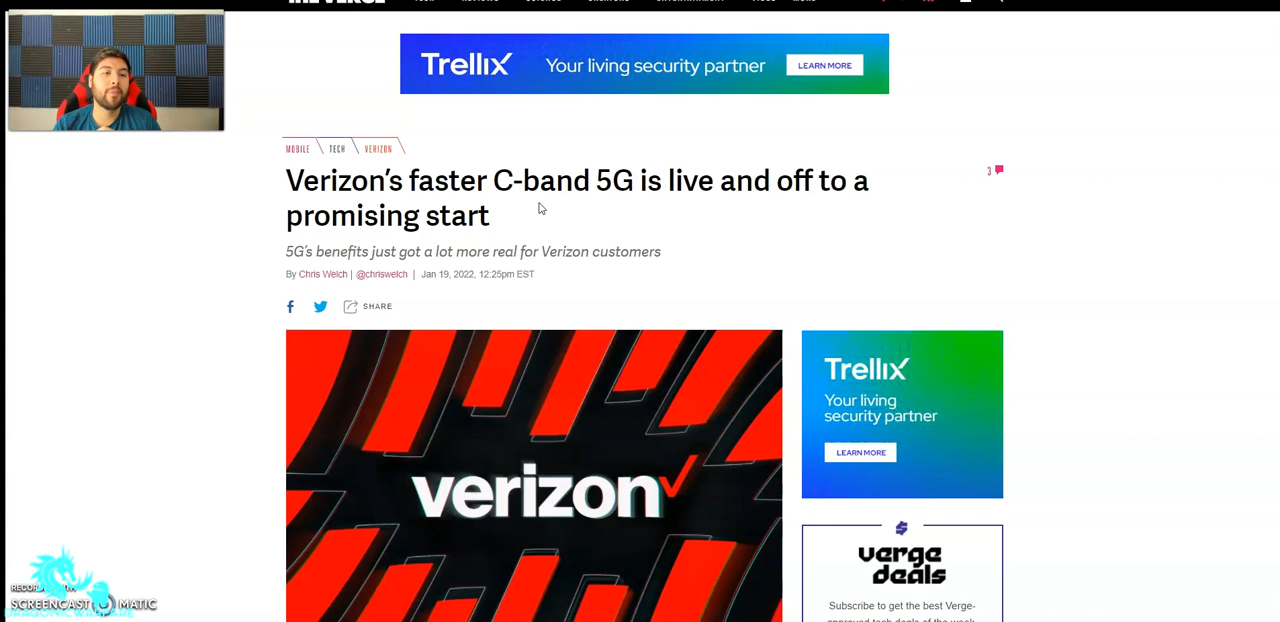 THE VERGE
Trellix
Your living security partner
LEARN MORE
MOBILE
TECH
VERIZON
3
Verizon's faster C-band 5G is live and off to a
promising start
5G's benefits just got a lot more real for Verizon customers
By Chris Welch | @chriswelch | Jan 19, 2022, 12:25pm EST
SHARE
verizon
Trellix
Your living
security partner
LEARN MORE
verge
deals
Subscribe to get the best Verge-
SCREENCAST MATIC